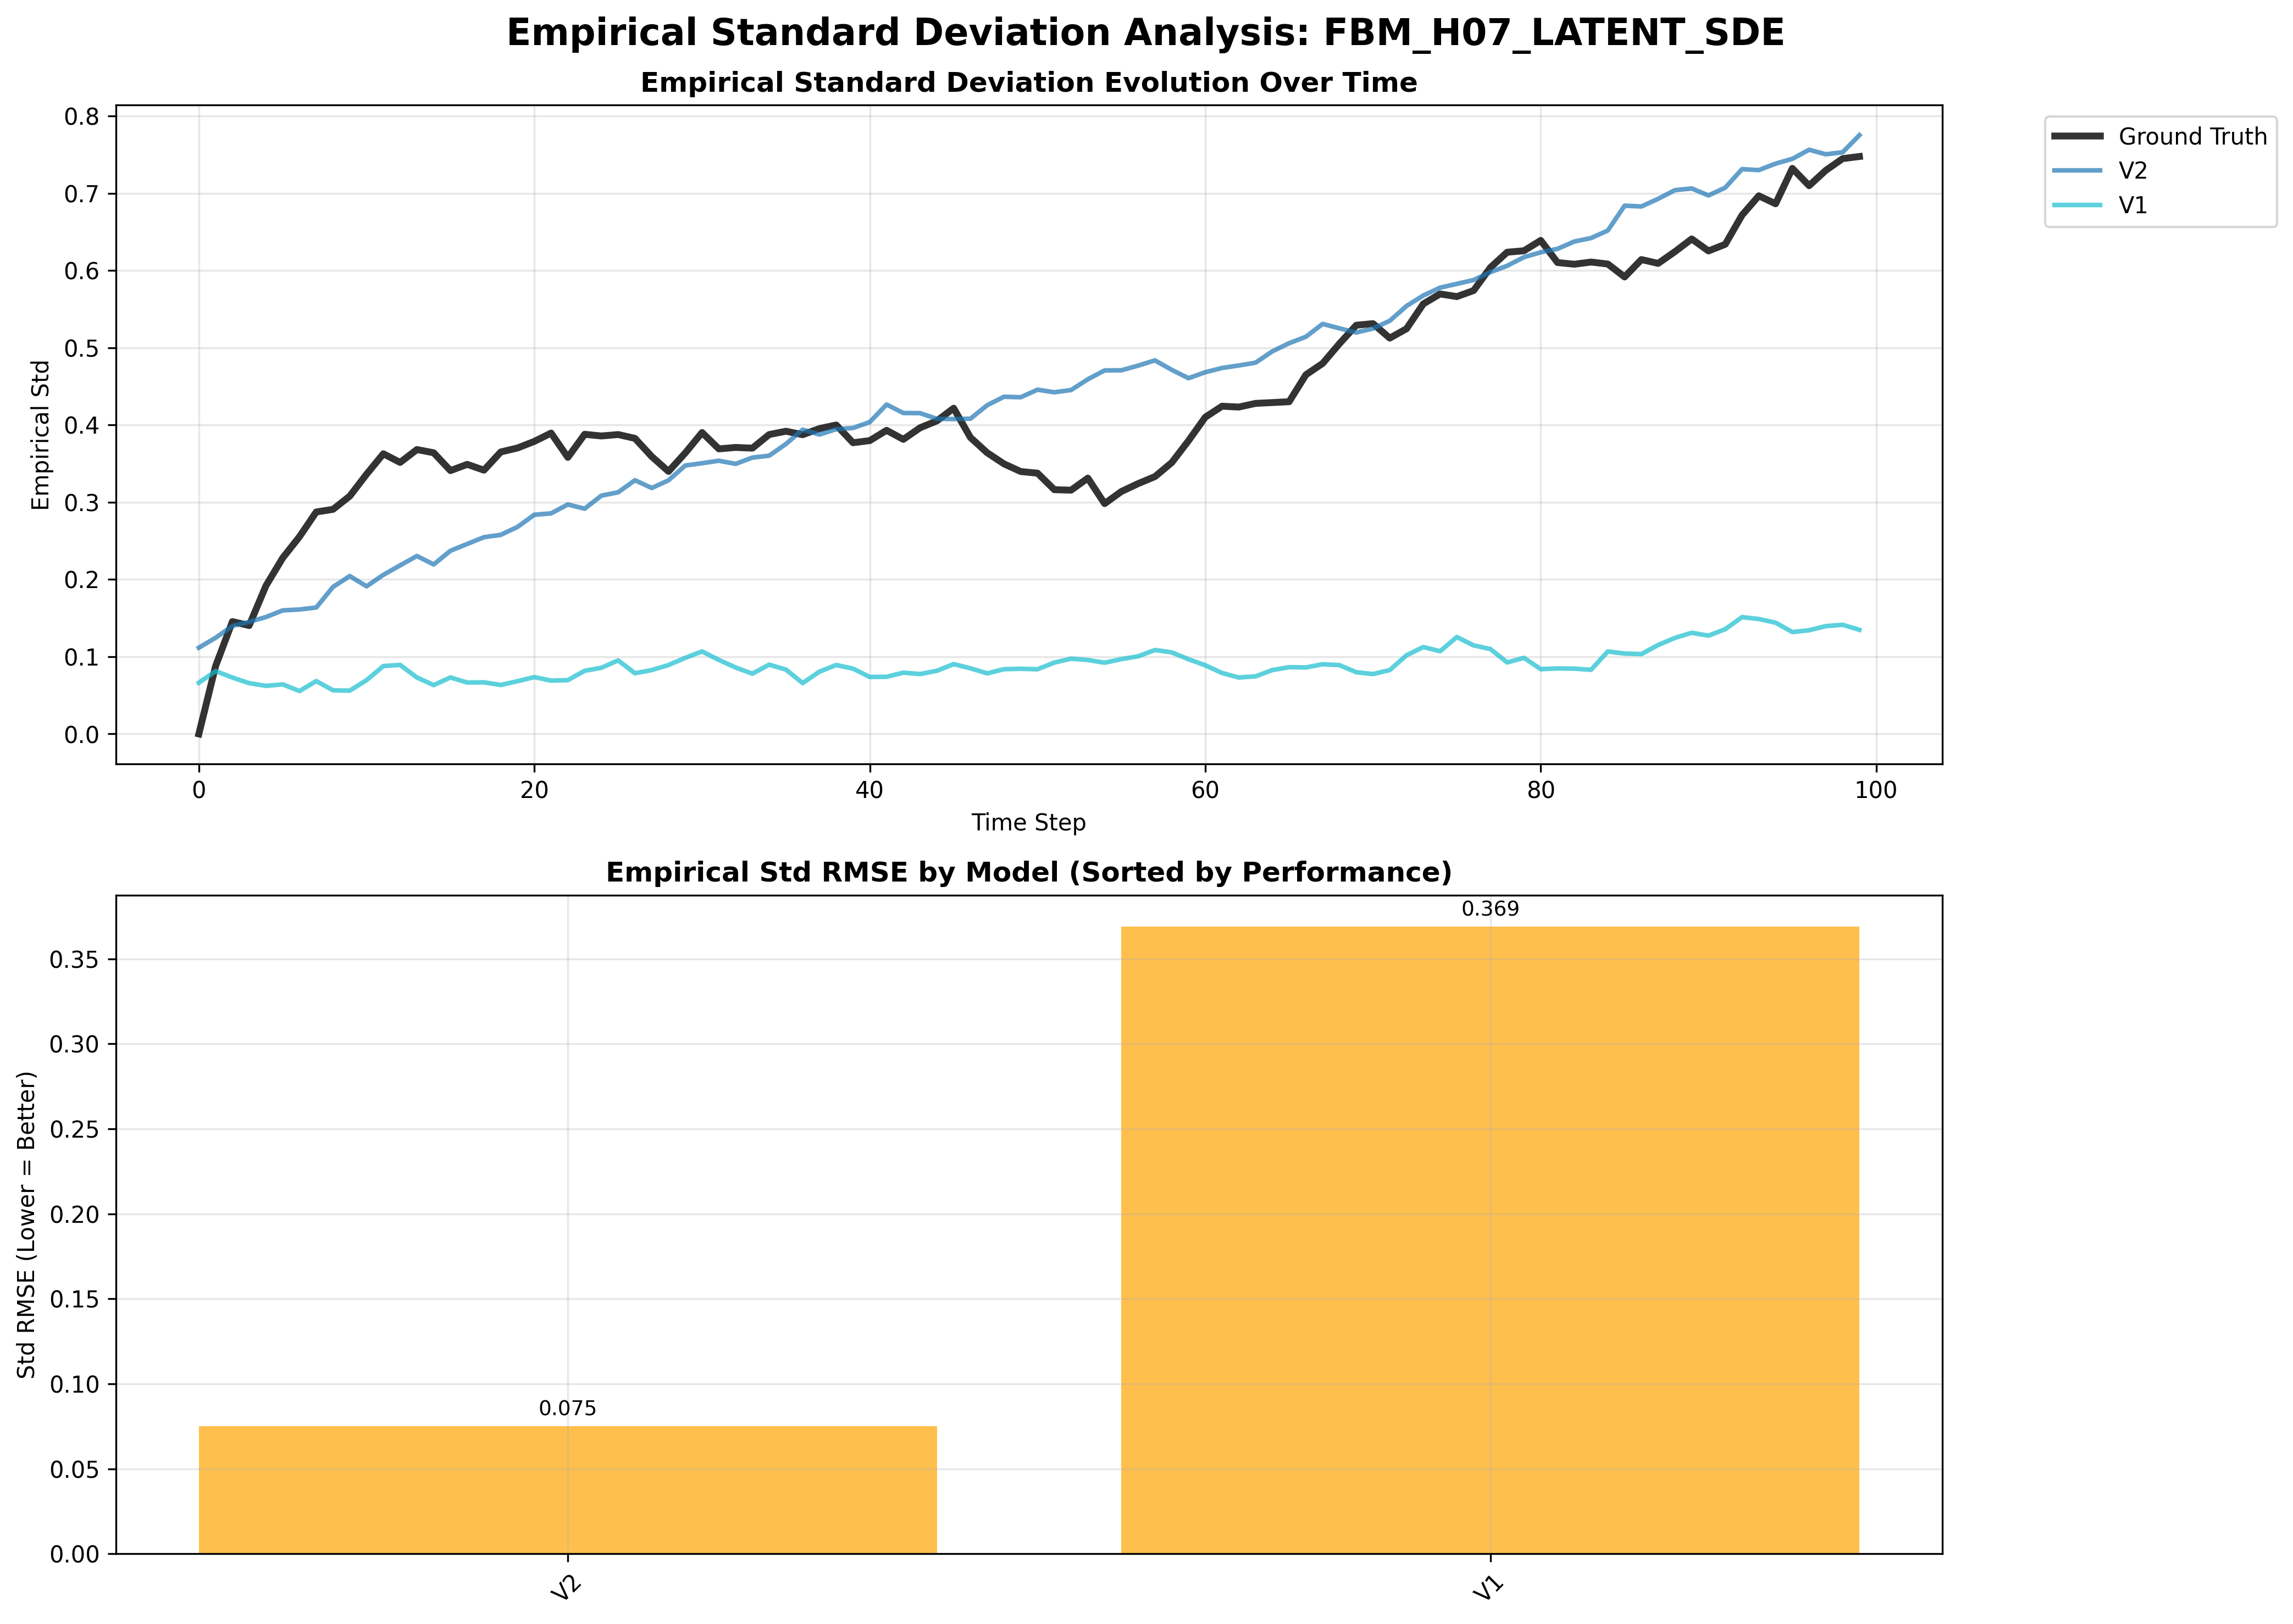 Empirical Standard Deviation Analysis: FBM_H07_LATENT_SDE
Empirical Standard Deviation Evolution Over Time
Empirical Std
0.8
0.7
0.6
0.5
0.4
0.3
0.2
0.1
0.0
0 20 40 60 80 100
Time Step
Ground Truth
V2
V1
Empirical Std RMSE by Model (Sorted by Performance)
Std RMSE (Lower = Better)
0.35
0.30
0.25
0.20
0.15
0.10
0.05
0.00
0.075
0.369
V2 V1